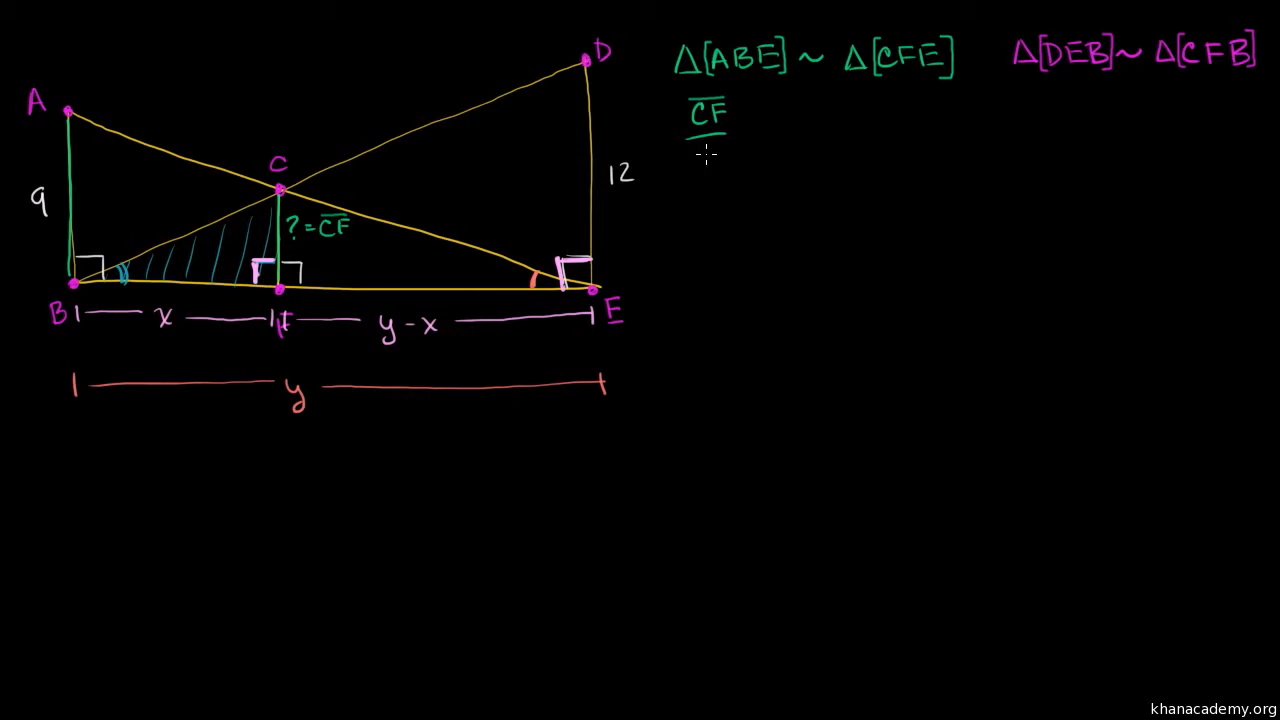 Δ[ABE] ~ Δ[CFE] Δ[DEB] ~ Δ[CFB]
CF
D
A
C
9
12
? = CF
B
F
E
x
y - x
y
khanacademy.org